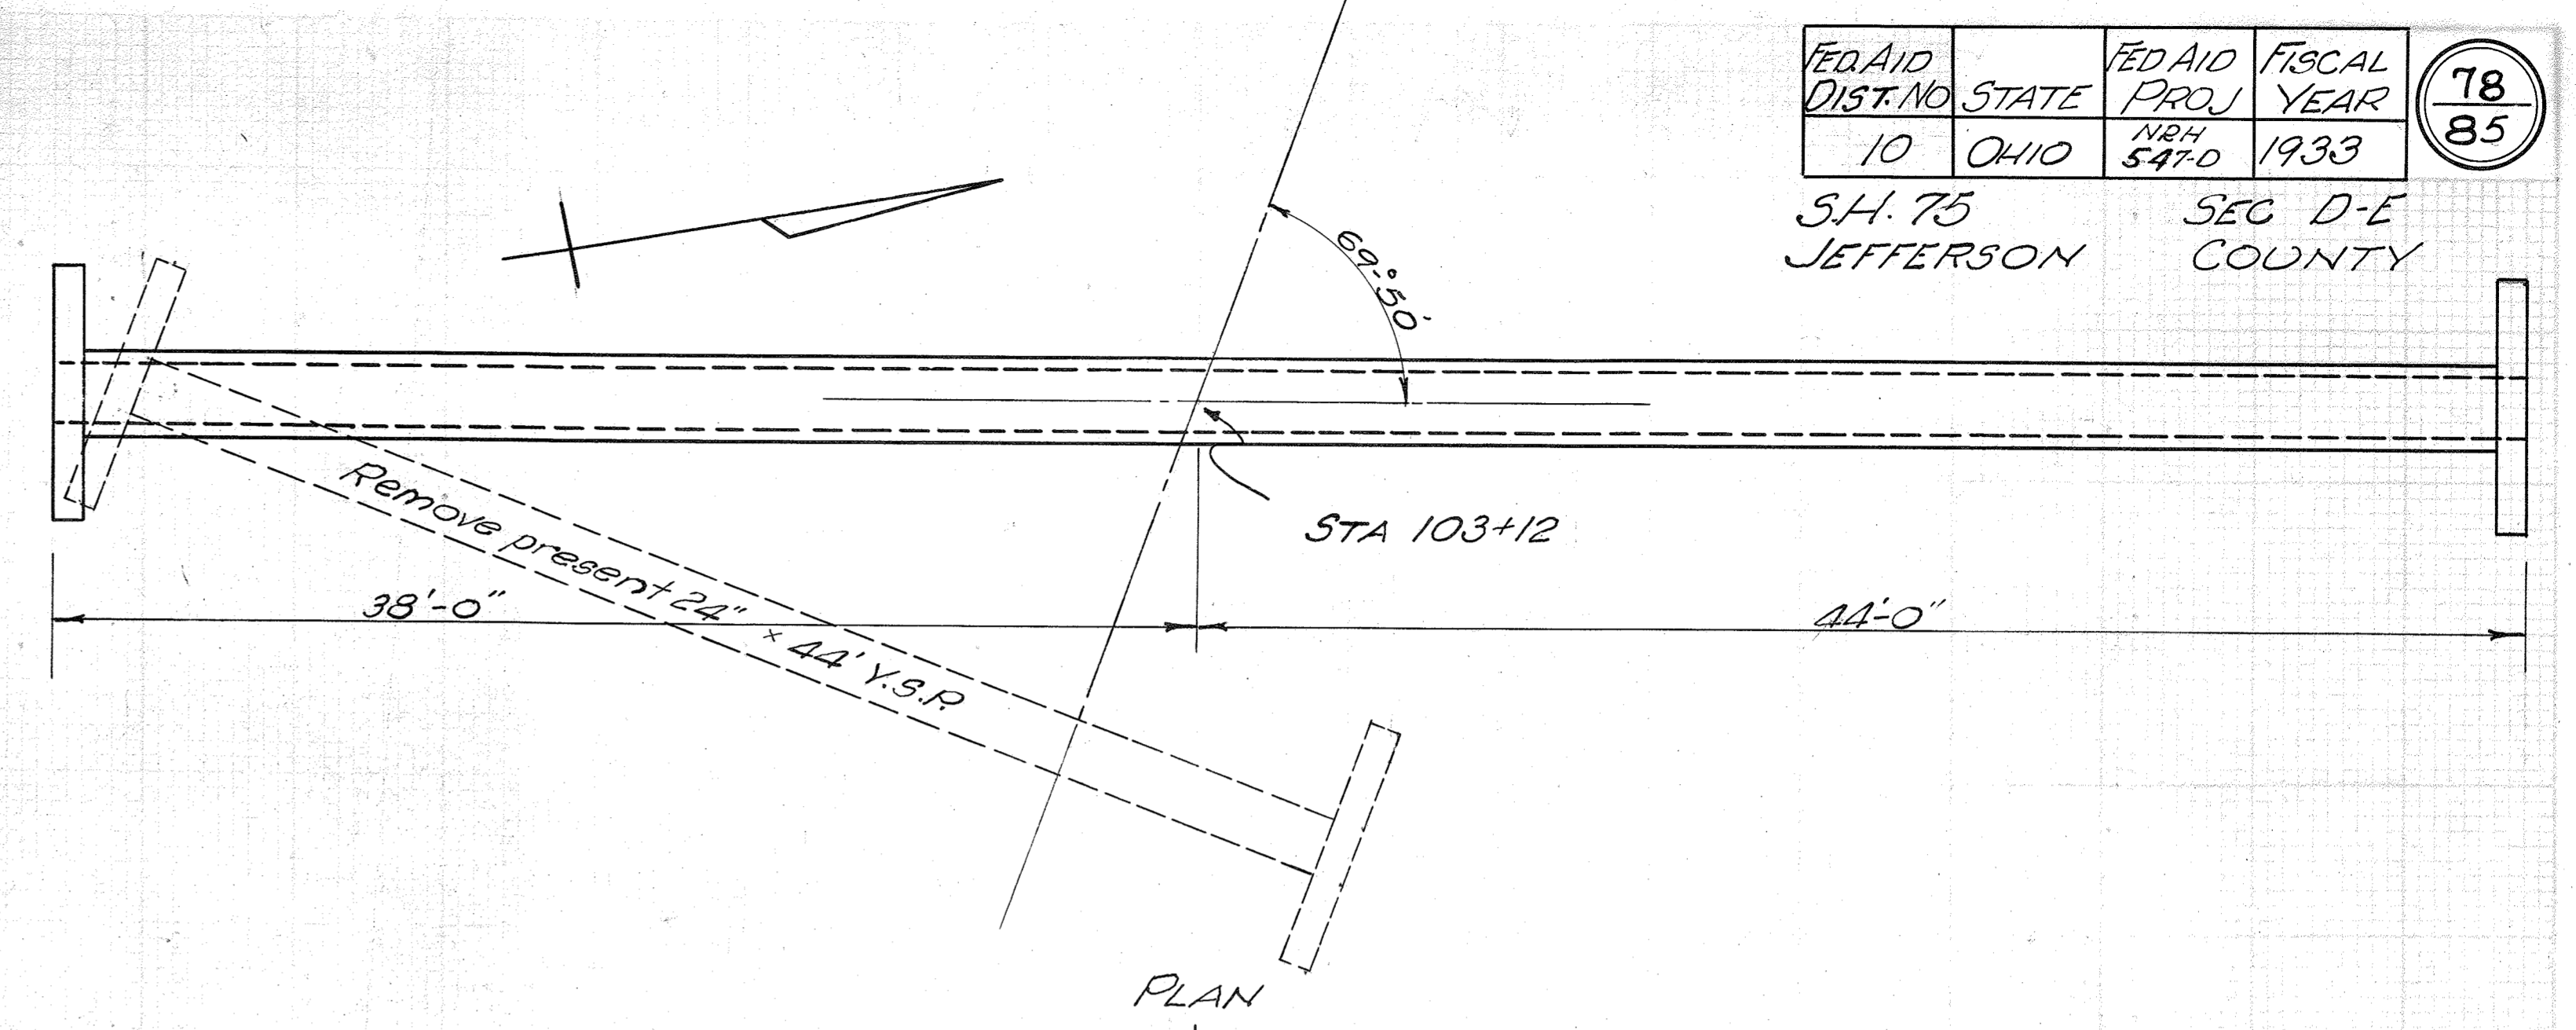 FED. AID DIST. NO STATE FED AID PROJ FISCAL YEAR
10 OHIO NRH 547-D 1933
78
85
S.H. 75 SEC D-E
JEFFERSON COUNTY
69-°50'
STA 103+12
Remove present 24" x 44' Y.S.P.
38'-0"
44'-0"
PLAN